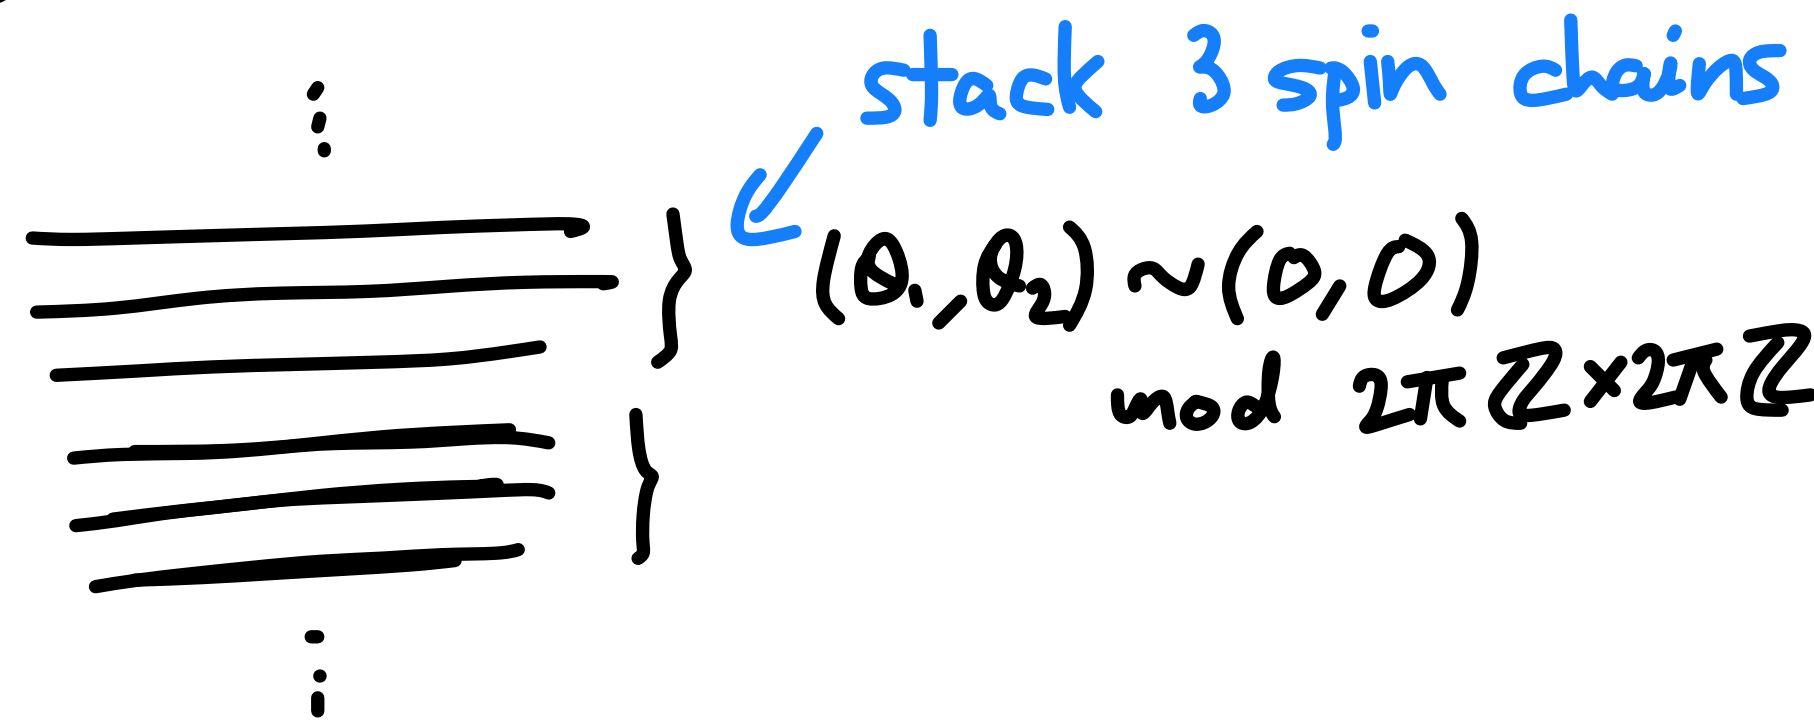 stack 3 spin chains
(θ₁, θ₂) ~ (0, 0)
mod 2πℤ × 2πℤ